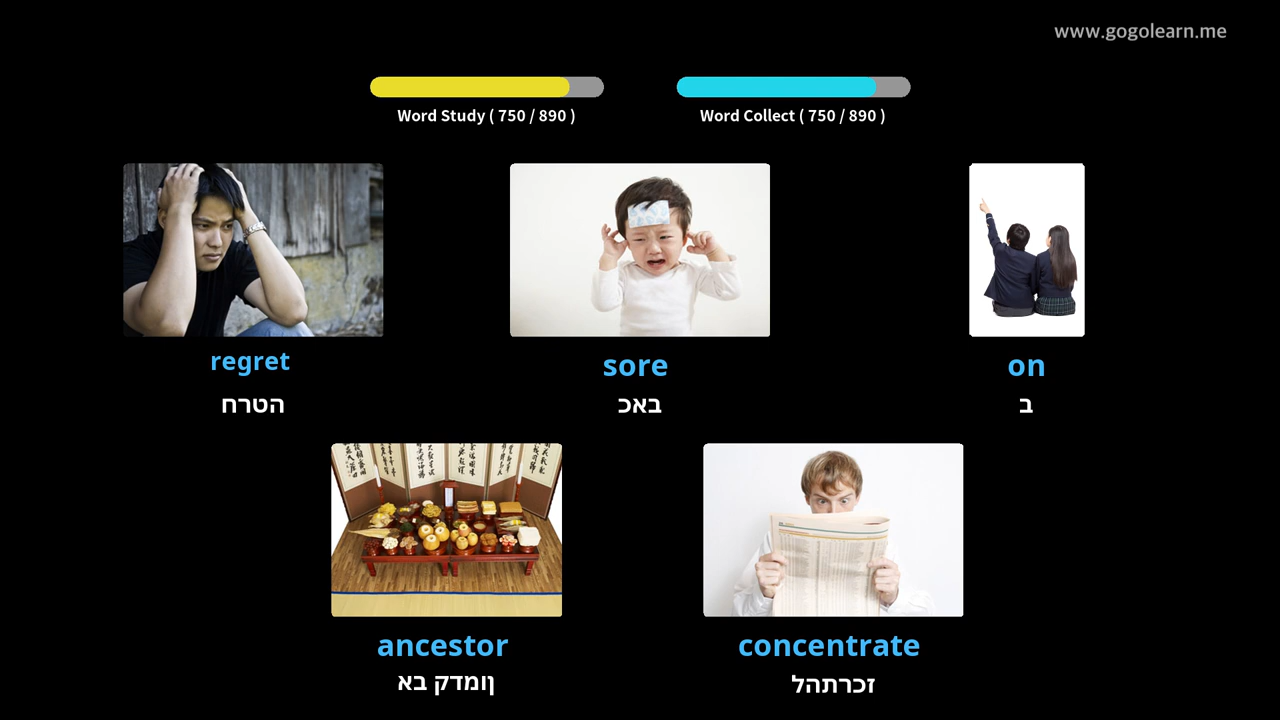 www.gogolearn.me
Word Study ( 750 / 890 )
Word Collect ( 750 / 890 )
regret
הטרח
sore
באכ
on
ב
ancestor
ןומדק בא
concentrate
זכרתהל